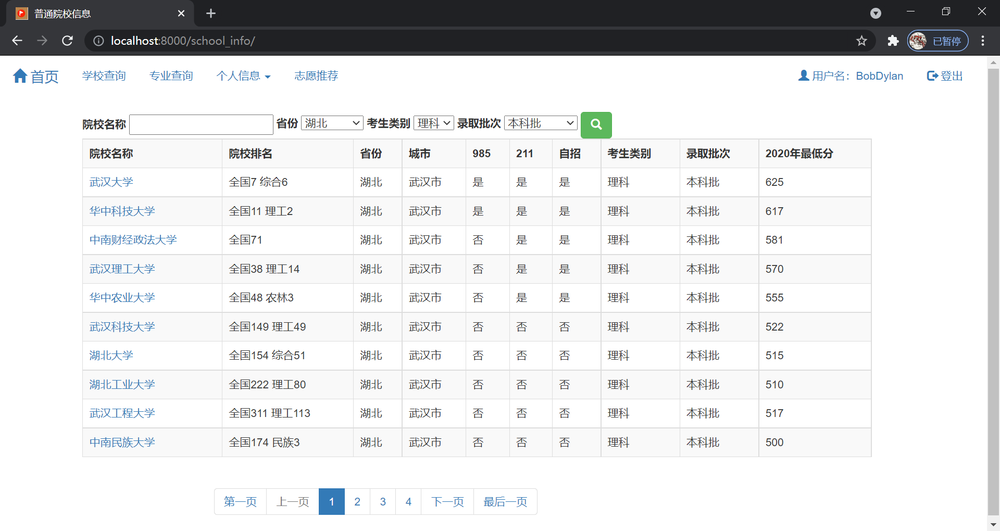 普通院校信息
localhost:8000/school_info/ 已暂停
首页 学校查询 专业查询 个人信息 志愿推荐 用户名：BobDylan 登出
院校名称 省份 湖北 考生类别 理科 录取批次 本科批
院校名称 院校排名 省份 城市 985 211 自招 考生类别 录取批次 2020年最低分
武汉大学 全国7 综合6 湖北 武汉市 是 是 是 理科 本科批 625
华中科技大学 全国11 理工2 湖北 武汉市 是 是 是 理科 本科批 617
中南财经政法大学 全国71 湖北 武汉市 否 是 是 理科 本科批 581
武汉理工大学 全国38 理工14 湖北 武汉市 否 是 是 理科 本科批 570
华中农业大学 全国48 农林3 湖北 武汉市 否 是 是 理科 本科批 555
武汉科技大学 全国149 理工49 湖北 武汉市 否 否 否 理科 本科批 522
湖北大学 全国154 综合51 湖北 武汉市 否 否 否 理科 本科批 515
湖北工业大学 全国222 理工80 湖北 武汉市 否 否 否 理科 本科批 510
武汉工程大学 全国311 理工113 湖北 武汉市 否 否 否 理科 本科批 517
中南民族大学 全国174 民族3 湖北 武汉市 否 否 否 理科 本科批 500
第一页 上一页 1 2 3 4 下一页 最后一页